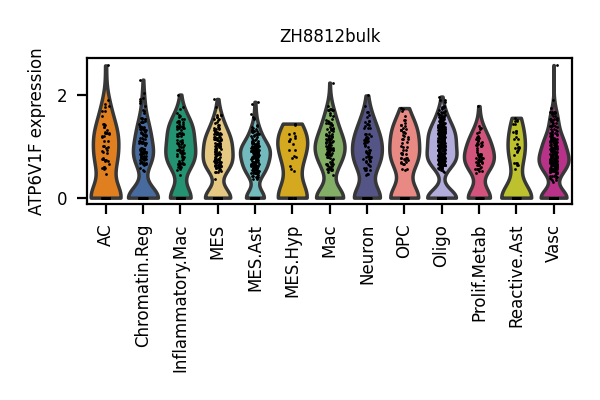 ZH8812bulk
ATP6V1F expression
2
0
AC
Chromatin.Reg
Inflammatory.Mac
MES
MES.Ast
MES.Hyp
Mac
Neuron
OPC
Oligo
Prolif.Metab
Reactive.Ast
Vasc